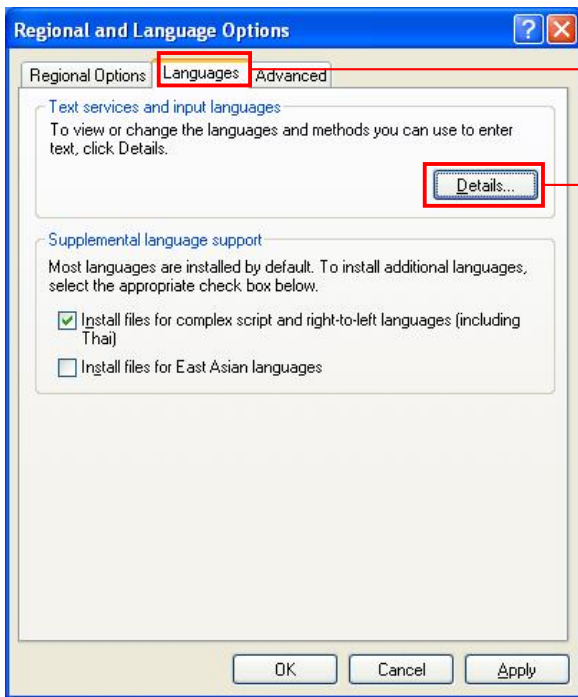 Regional and Language Options
Regional Options
Languages
Advanced
Text services and input languages
To view or change the languages and methods you can use to enter
text, click Details.
Details...
Supplemental language support
Most languages are installed by default. To install additional languages,
select the appropriate check box below.
Install files for complex script and right-to-left languages (including
Thai)
Install files for East Asian languages
OK
Cancel
Apply